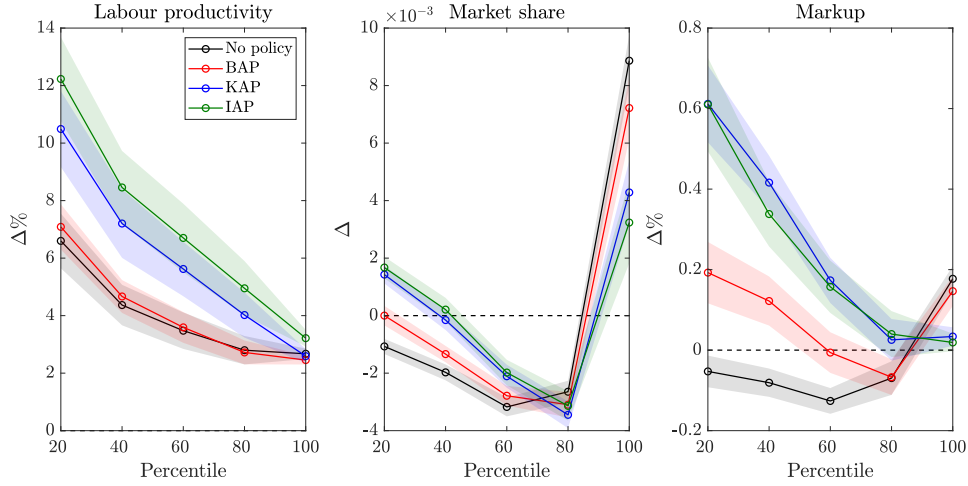 Labour productivity
14
12
10
8
6
4
2
0
Δ%
20 40 60 80 100
Percentile
No policy
BAP
KAP
IAP
×10⁻³
Market share
10
8
6
4
2
0
-2
-4
Δ
20 40 60 80 100
Percentile
Markup
0.8
0.6
0.4
0.2
0
-0.2
Δ%
20 40 60 80 100
Percentile